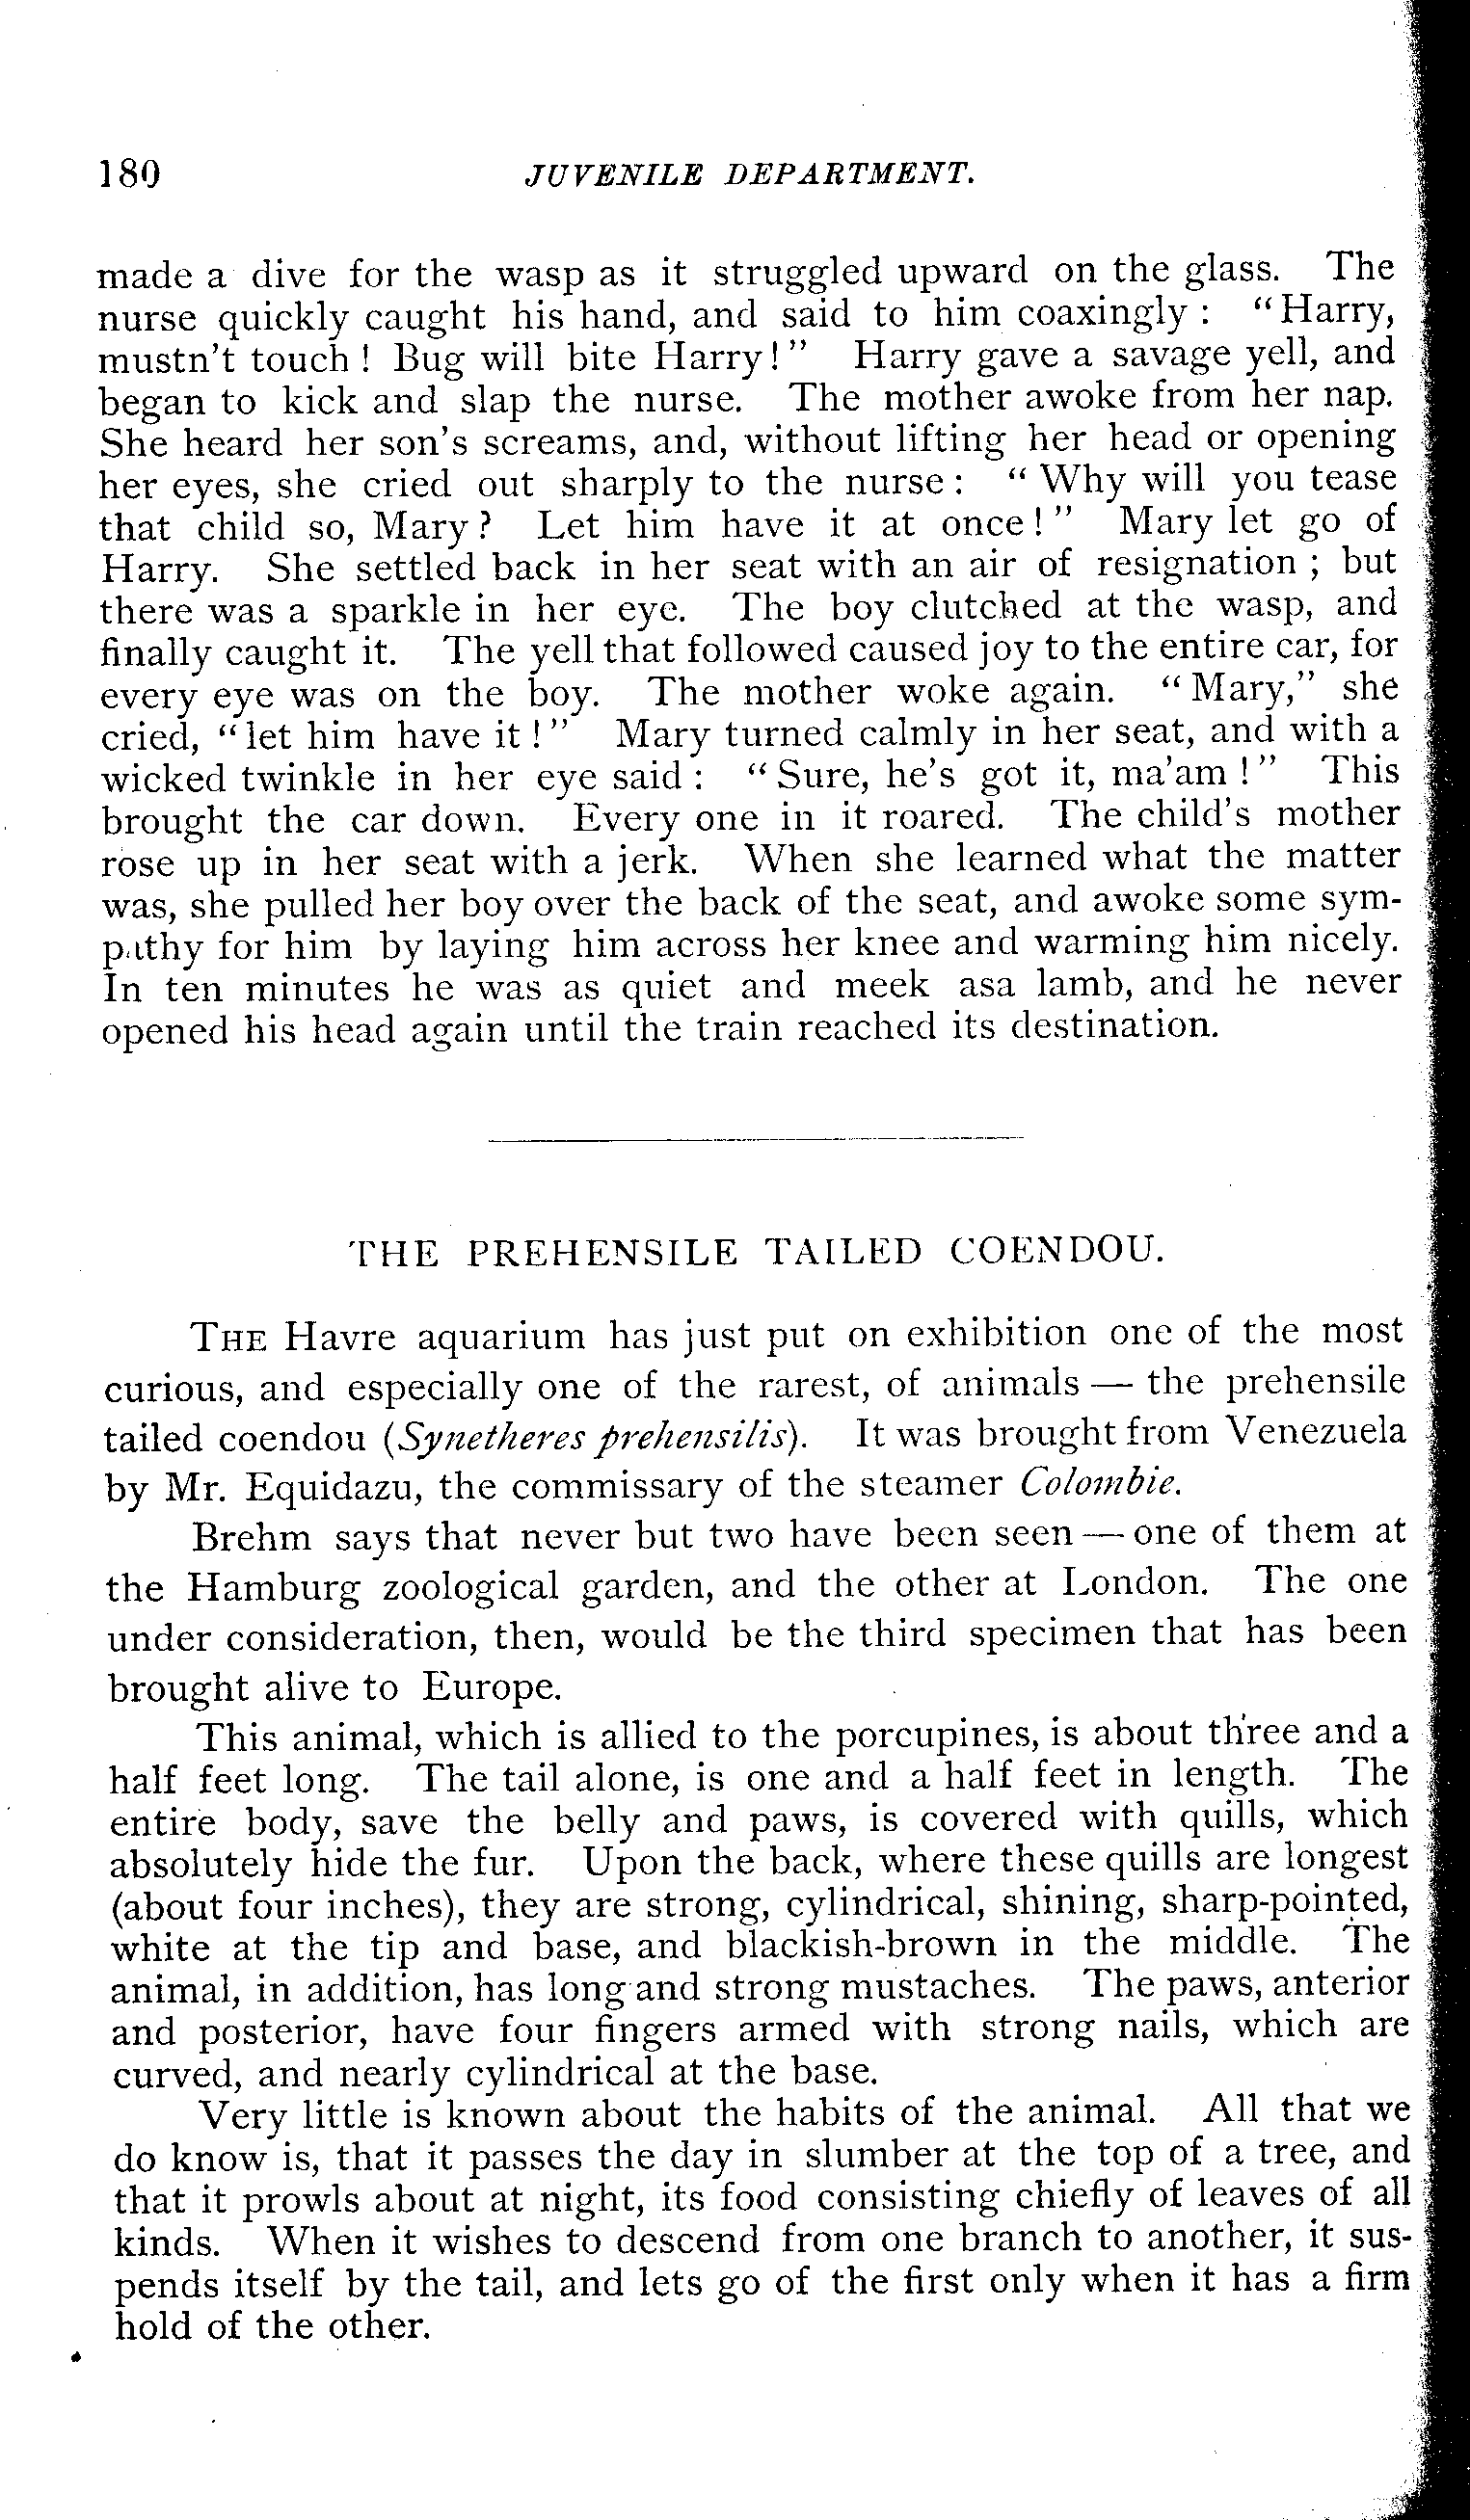 180 JUVENILE DEPARTMENT.
made a dive for the wasp as it struggled upward on the glass. The
nurse quickly caught his hand, and said to him coaxingly : “Harry,
mustn't touch ! Bug will bite Harry!” Harry gave a savage yell, and
began to kick and slap the nurse. The mother awoke from her nap.
She heard her son's screams, and, without lifting her head or opening
her eyes, she cried out sharply to the nurse : “ Why will you tease
that child so, Mary ? Let him have it at once!” Mary let go of
Harry. She settled back in her seat with an air of resignation ; but
there was a sparkle in her eye. The boy clutched at the wasp, and
finally caught it. The yell that followed caused joy to the entire car, for
every eye was on the boy. The mother woke again. “ Mary,” she
cried, “let him have it !” Mary turned calmly in her seat, and with a
wicked twinkle in her eye said : “ Sure, he's got it, ma'am !” This
brought the car down. Every one in it roared. The child's mother
rose up in her seat with a jerk. When she learned what the matter
was, she pulled her boy over the back of the seat, and awoke some sym-
pathy for him by laying him across her knee and warming him nicely.
In ten minutes he was as quiet and meek asa lamb, and he never
opened his head again until the train reached its destination.
THE PREHENSILE TAILED COENDOU.
THE Havre aquarium has just put on exhibition one of the most
curious, and especially one of the rarest, of animals — the prehensile
tailed coendou (Synetheres prehensilis). It was brought from Venezuela
by Mr. Equidazu, the commissary of the steamer Colombie.
Brehm says that never but two have been seen — one of them at
the Hamburg zoological garden, and the other at London. The one
under consideration, then, would be the third specimen that has been
brought alive to Europe.
This animal, which is allied to the porcupines, is about three and a
half feet long. The tail alone, is one and a half feet in length. The
entire body, save the belly and paws, is covered with quills, which
absolutely hide the fur. Upon the back, where these quills are longest
(about four inches), they are strong, cylindrical, shining, sharp-pointed,
white at the tip and base, and blackish-brown in the middle. The
animal, in addition, has long and strong mustaches. The paws, anterior
and posterior, have four fingers armed with strong nails, which are
curved, and nearly cylindrical at the base.
Very little is known about the habits of the animal. All that we
do know is, that it passes the day in slumber at the top of a tree, and
that it prowls about at night, its food consisting chiefly of leaves of all
kinds. When it wishes to descend from one branch to another, it sus-
pends itself by the tail, and lets go of the first only when it has a firm
hold of the other.